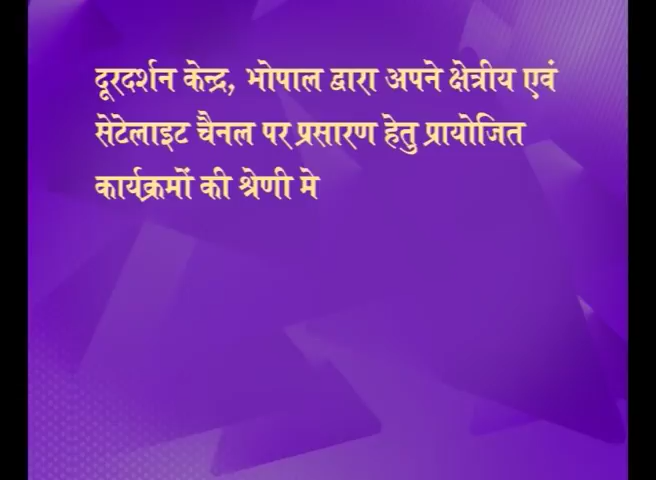 दूरदर्शन केन्द्र, भोपाल द्वारा अपने क्षेत्रीय एवं
सेटेलाइट चैनल पर प्रसारण हेतु प्रायोजित
कार्यक्रमों की श्रेणी मे